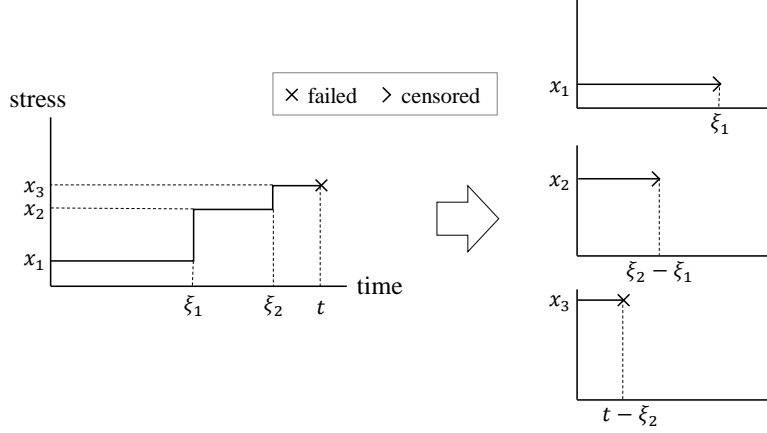 stress
× failed > censored
x₃
x₂
x₁
ξ₁
ξ₂
t
time
x₁
ξ₁
x₂
ξ₂ − ξ₁
x₃
t − ξ₂